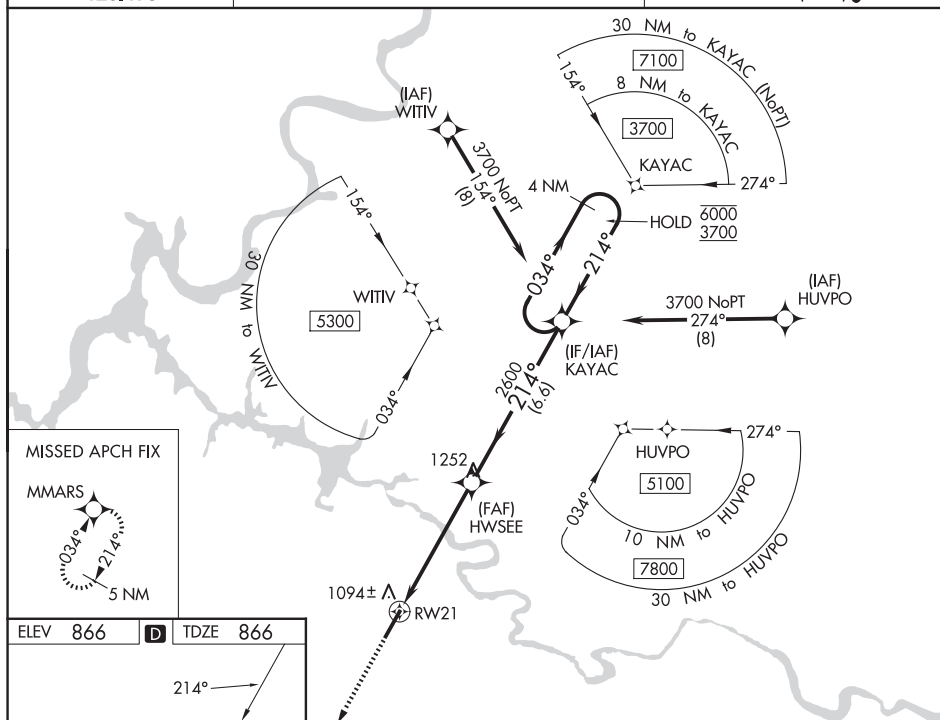 30 NM to KAYAC (NoPT)
7100
8 NM to KAYAC
3700
154°
KAYAC
274°
(IAF)
WITIV
3700 NoPT
154°
(8)
4 NM
HOLD 6000
3700
034°
214°
154°
30 NM to WITIV
WITIV
5300
034°
(IAF)
HUVPO
3700 NoPT
274°
(8)
(IF/IAF)
KAYAC
2600
214°
(6.6)
MISSED APCH FIX
MMARS
034°
214°
5 NM
1252
(FAF)
HWSEE
274°
HUVPO
5100
034°
10 NM to HUVPO
7800
30 NM to HUVPO
1094±
RW21
ELEV 866 D TDZE 866
214°